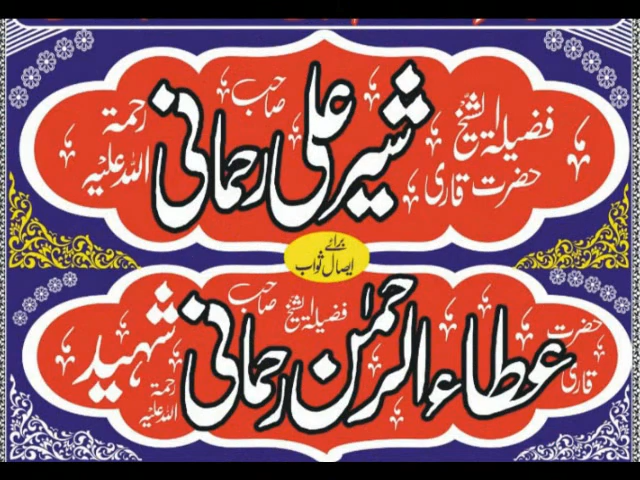 فضیلۃ الشیخ حضرت قاری شیر علی رحمانی صاحب رحمۃ اللہ علیہ
برائے
ایصال ثواب
حضرت قاری عطاء الرحمٰن رحمانی شہید
فضیلۃ الشیخ صاحب رحمۃ اللہ علیہ